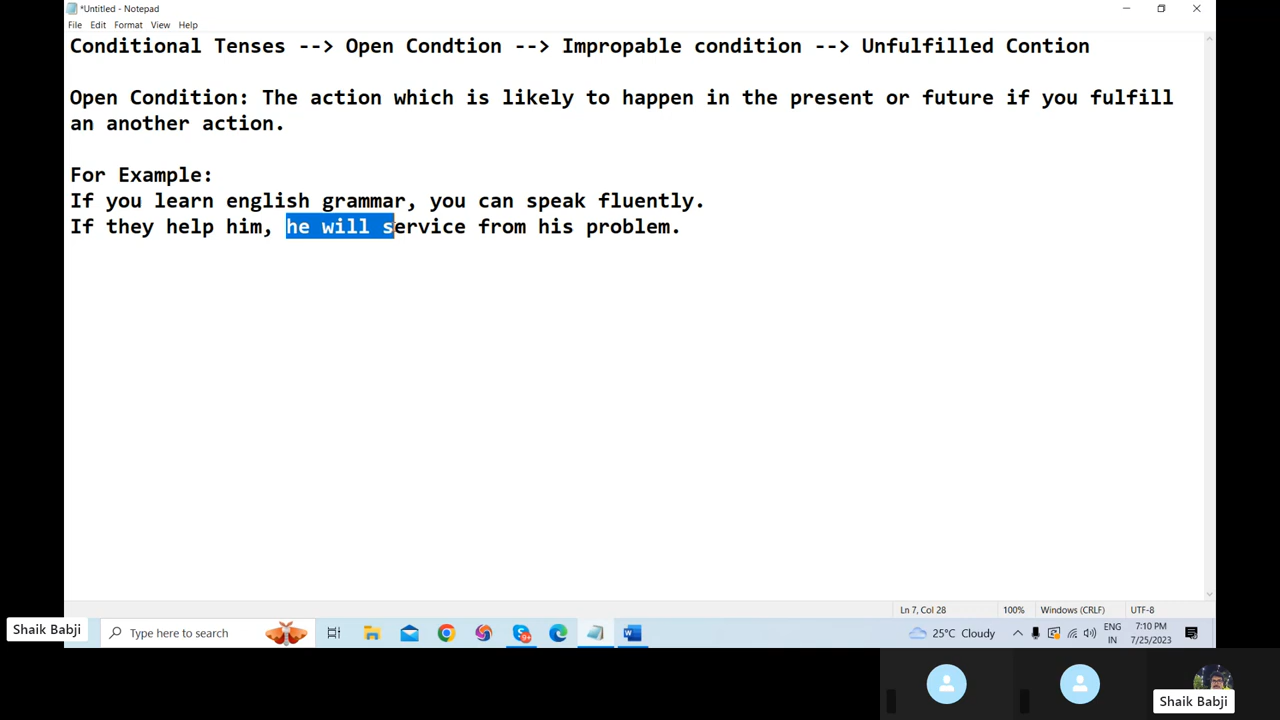 *Untitled - Notepad
File Edit Format View Help
Conditional Tenses --> Open Condtion --> Impropable condition --> Unfulfilled Contion
Open Condition: The action which is likely to happen in the present or future if you fulfill
an another action.
For Example:
If you learn english grammar, you can speak fluently.
If they help him, he will service from his problem.
Ln 7, Col 28 100% Windows (CRLF) UTF-8
Shaik Babji
Type here to search
9+
25°C Cloudy
ENG
IN
7:10 PM
7/25/2023
Shaik Babji